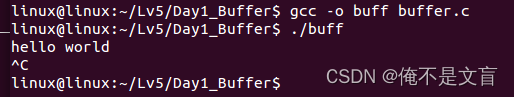 linux@linux:~/Lv5/Day1_Buffer$ gcc -o buff buffer.c
linux@linux:~/Lv5/Day1_Buffer$ ./buff
hello world
^C
linux@linux:~/Lv5/Day1_Buffer$
CSDN @俺不是文盲